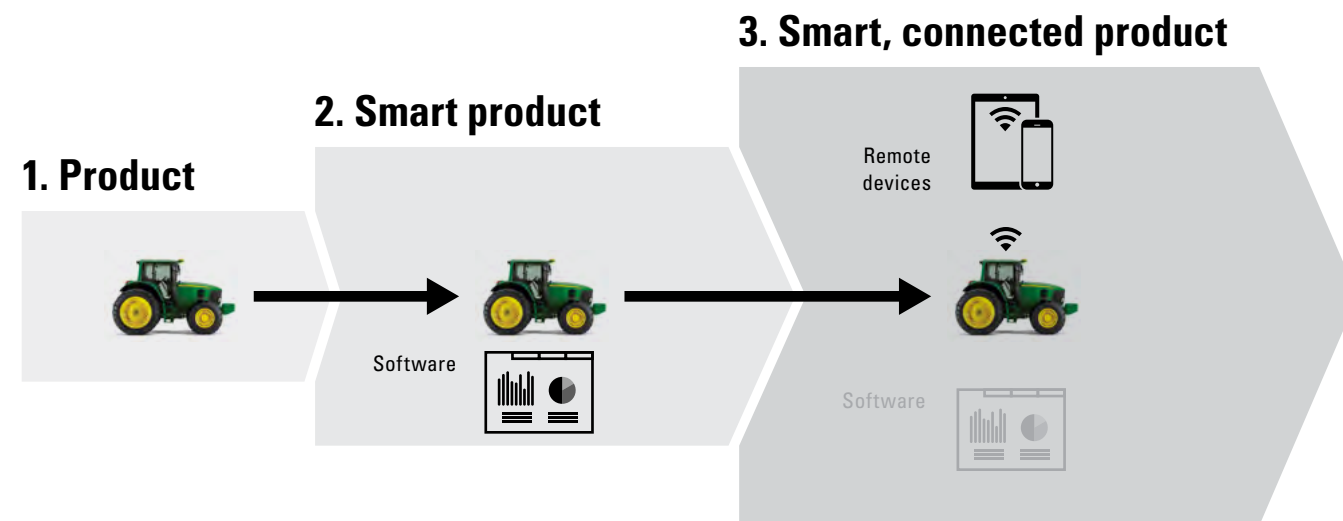 1. Product
2. Smart product
Software
3. Smart, connected product
Remote
devices
Software